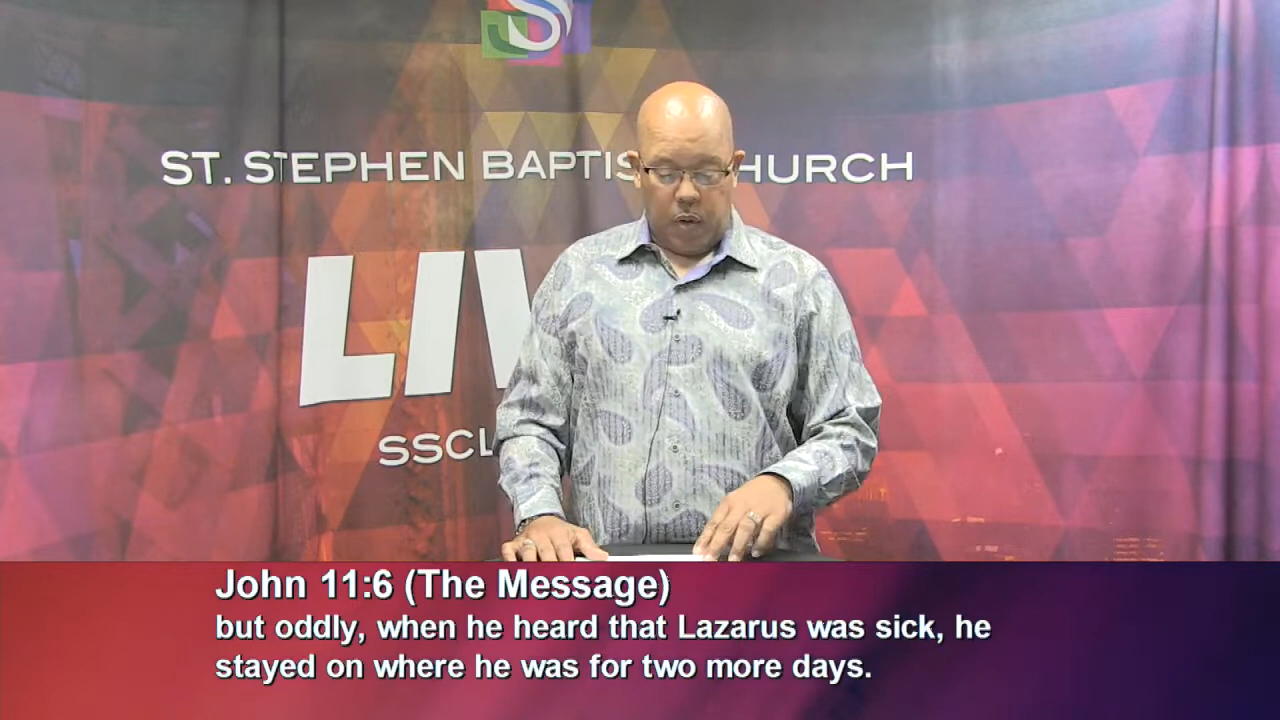 ST. STEPHEN BAPTIS HURCH
LIV
SSCL
John 11:6 (The Message)
but oddly, when he heard that Lazarus was sick, he
stayed on where he was for two more days.